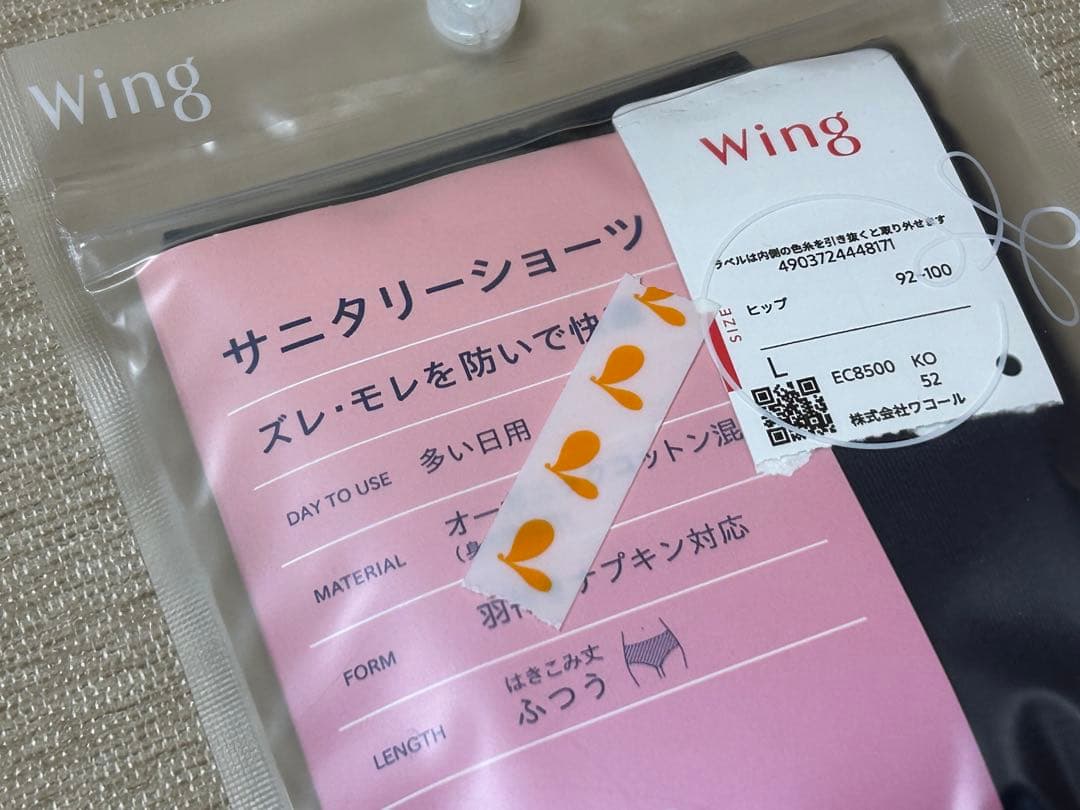 wing
サニタリーショーツ
ズレ・モレを防いで快
DAY TO USE 多い日用
MATERIAL オー コットン混
FORM 羽 ナプキン対応
LENGTH はきこみ丈
ふつう
wing
ラベルは内側の色糸を引き抜くと取り外せます
4903724448171
SIZE ヒップ 92-100
L EC8500 KO
52
株式会社ワコール